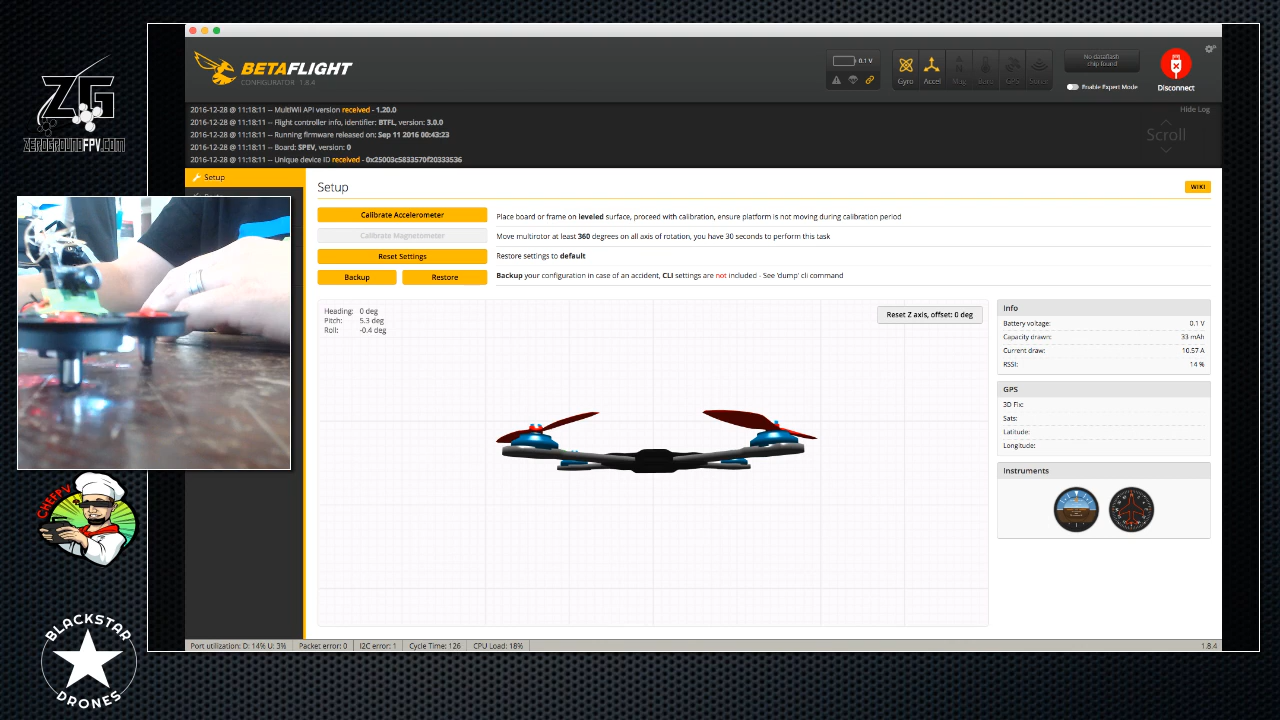 BETAFLIGHT
CONFIGURATOR 1.8.4
0.1 V
Gyro
Accel
No dataflash
chip found
Enable Expert Mode
Disconnect
2016-12-28 @ 11:18:11 -- MultiWii API version received - 1.20.0
2016-12-28 @ 11:18:11 -- Flight controller info, identifier: BTFL, version: 3.0.0
2016-12-28 @ 11:18:11 -- Running firmware released on: Sep 11 2016 00:43:23
2016-12-28 @ 11:18:11 -- Board: SPEV, version: 0
2016-12-28 @ 11:18:11 -- Unique device ID received - 0x25003c5833570f20333536
Hide Log
Scroll
ZG
ZEROGROUNDFPV.COM
Setup
Setup
WIKI
Calibrate Accelerometer
Place board or frame on leveled surface, proceed with calibration, ensure platform is not moving during calibration period
Calibrate Magnetometer
Move multirotor at least 360 degrees on all axis of rotation, you have 30 seconds to perform this task
Reset Settings
Restore settings to default
Backup
Restore
Backup your configuration in case of an accident, CLI settings are not included - See 'dump' cli command
Heading: 0 deg
Pitch: 5.3 deg
Roll: -0.4 deg
Reset Z axis, offset: 0 deg
Info
Battery voltage: 0.1 V
Capacity drawn: 33 mAh
Current draw: 10.57 A
RSSI: 14 %
GPS
3D Fix:
Sats:
Latitude:
Longitude:
Instruments
CHEFPV
BLACKSTAR
DRONES
Port utilization: D: 14% U: 3%
Packet error: 0
I2C error: 1
Cycle Time: 126
CPU Load: 18%
1.8.4